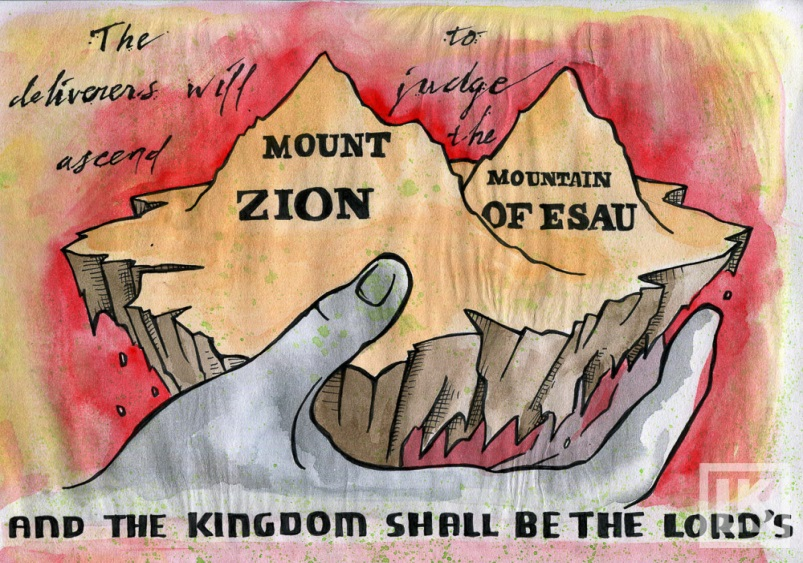 The
deliverers will
ascend
MOUNT
ZION
to
judge
the
MOUNTAIN
OF ESAU
AND THE KINGDOM SHALL BE THE LORD'S
LK